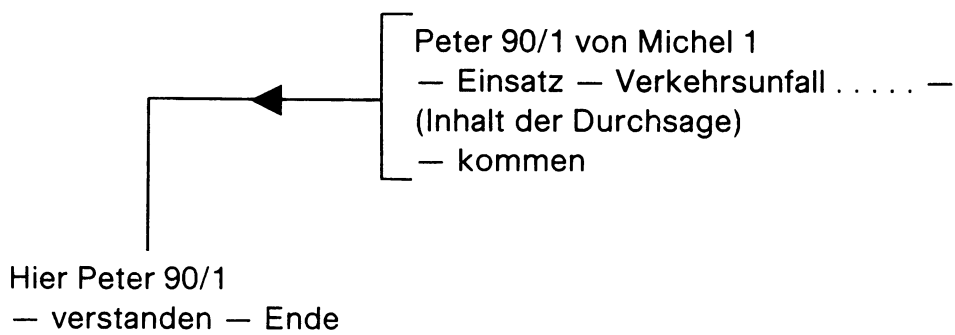 Peter 90/1 von Michel 1
— Einsatz — Verkehrsunfall . . . . . —
(Inhalt der Durchsage)
— kommen
Hier Peter 90/1
— verstanden — Ende